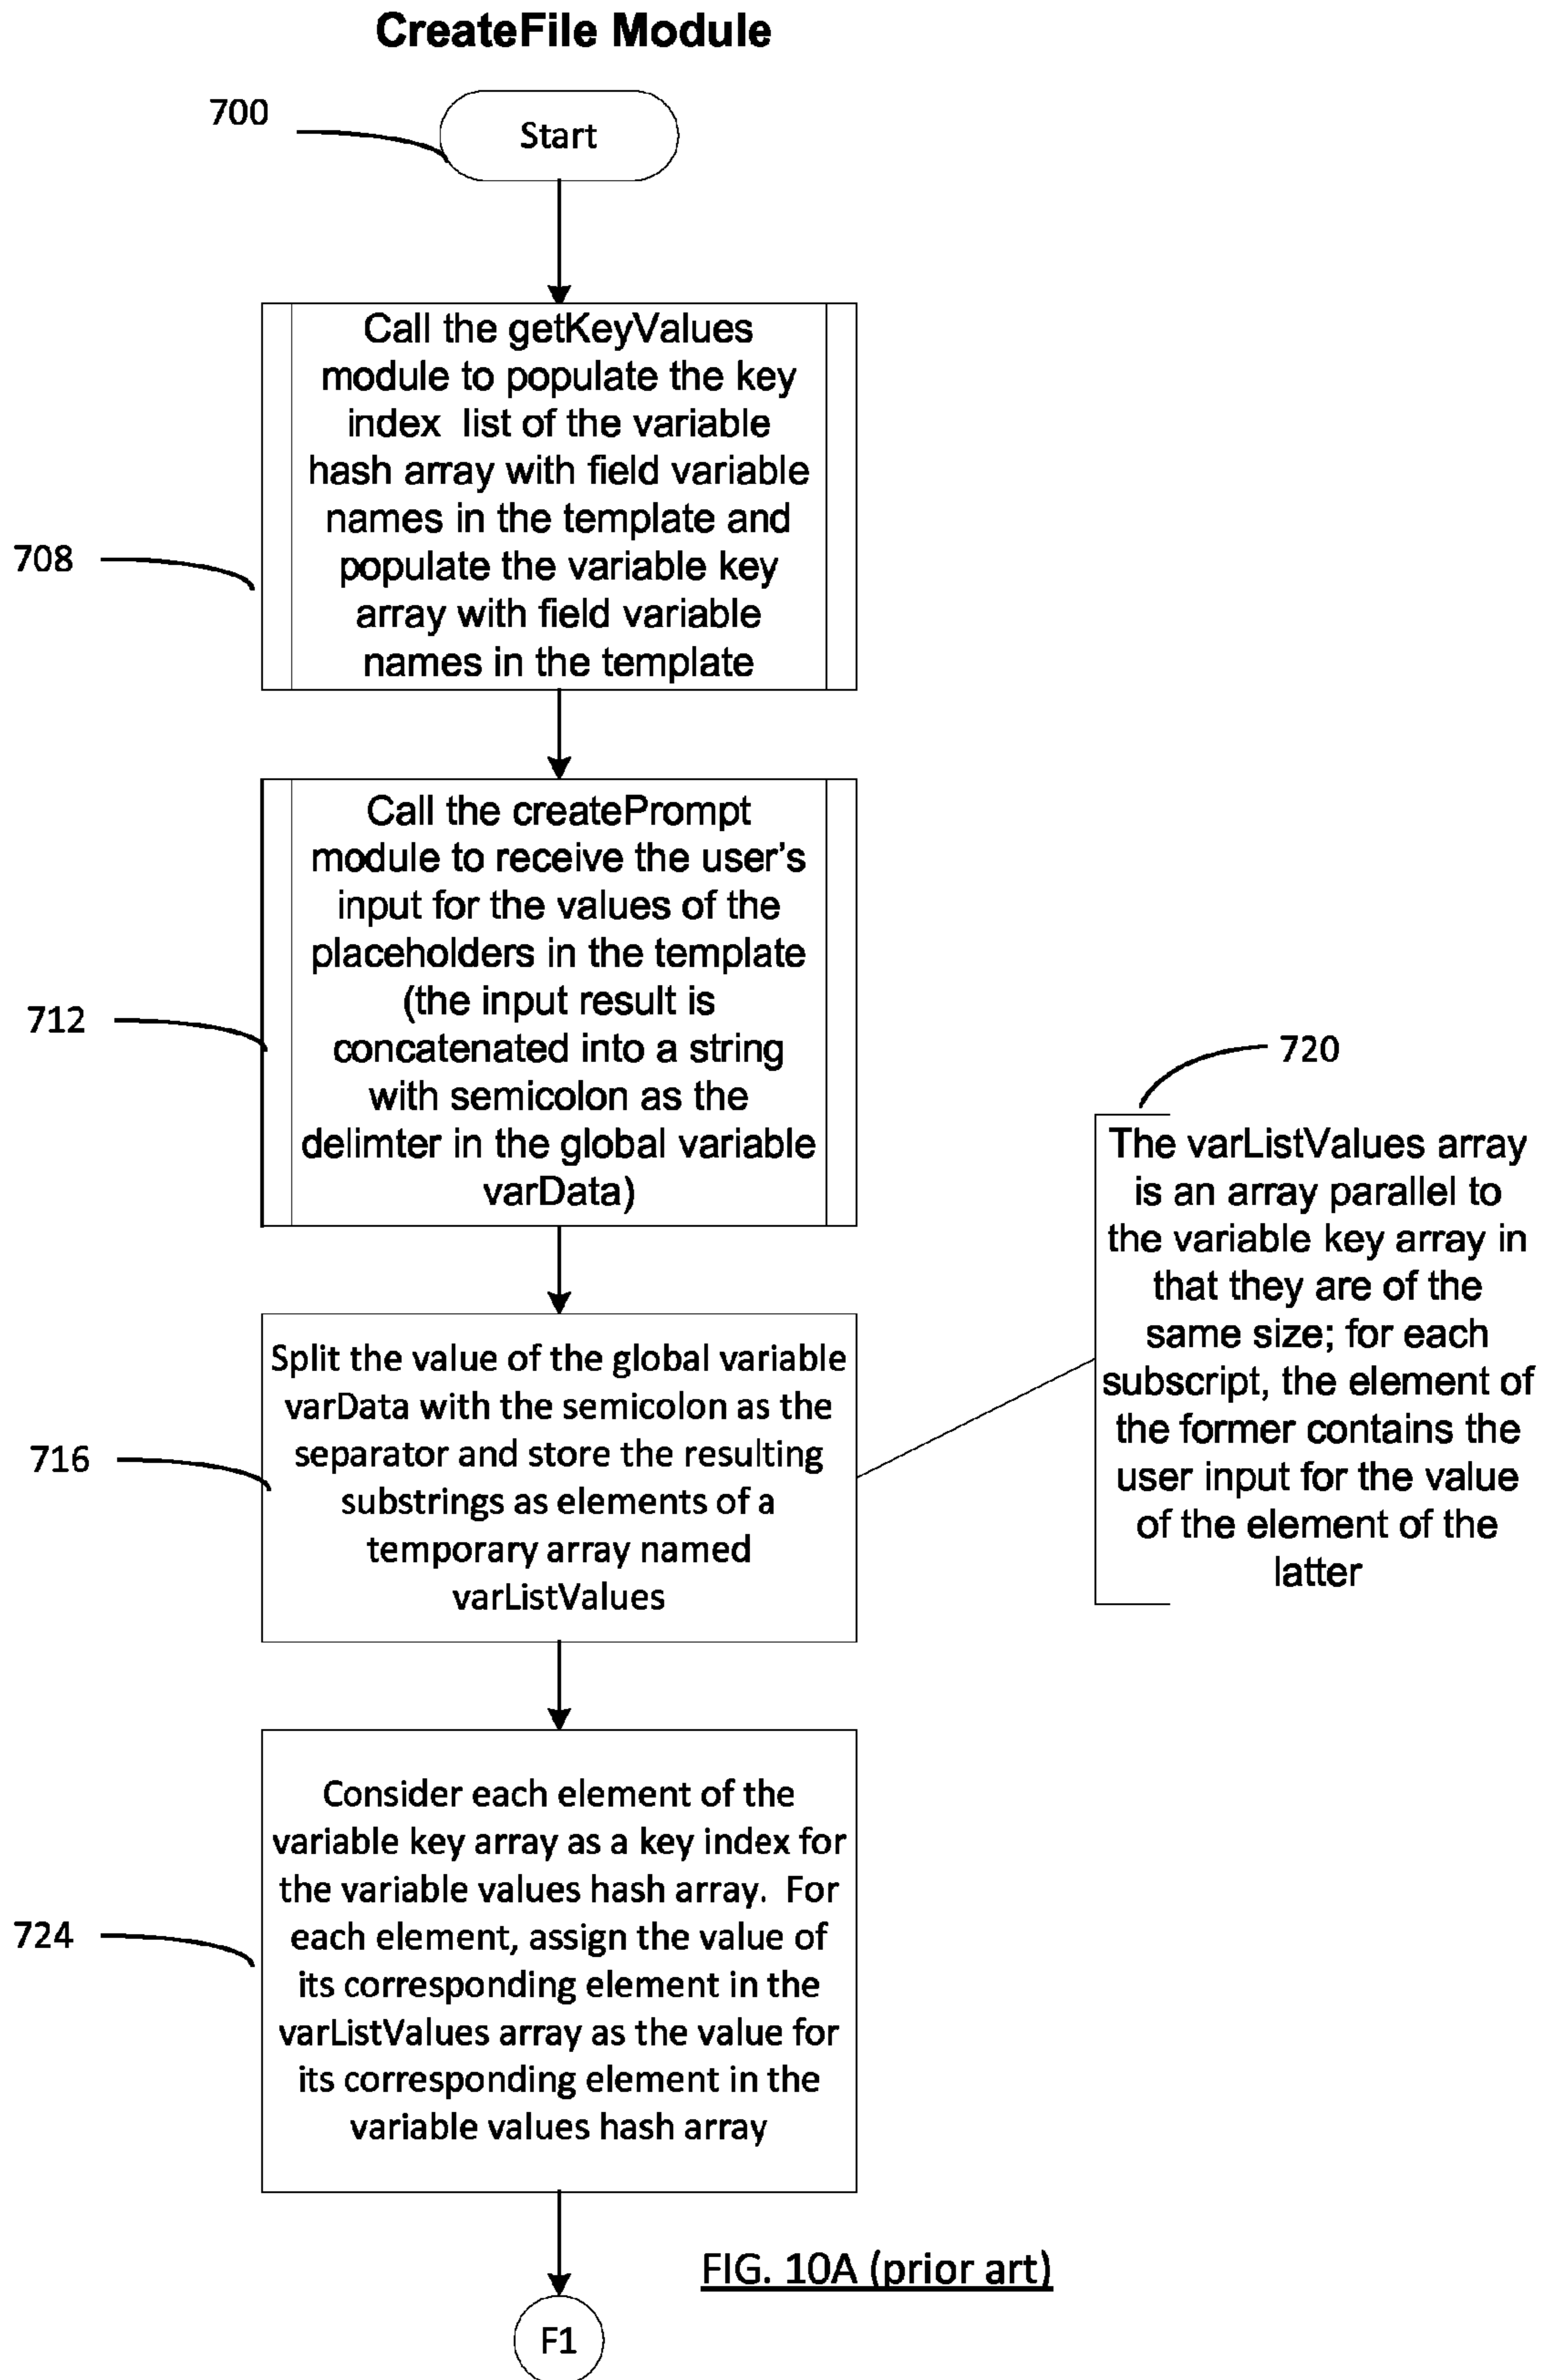 CreateFile Module
700
Start
Call the getKeyValues
module to populate the key
index list of the variable
hash array with field variable
names in the template and
populate the variable key
array with field variable
names in the template
708
Call the createPrompt
module to receive the user's
input for the values of the
placeholders in the template
(the input result is
concatenated into a string
with semicolon as the
delimter in the global variable
varData)
712
720
The varListValues array
is an array parallel to
the variable key array in
that they are of the
same size; for each
subscript, the element of
the former contains the
user input for the value
of the element of the
latter
Split the value of the global variable
varData with the semicolon as the
separator and store the resulting
substrings as elements of a
temporary array named
varListValues
716
Consider each element of the
variable key array as a key index for
the variable values hash array. For
each element, assign the value of
its corresponding element in the
varListValues array as the value for
its corresponding element in the
variable values hash array
724
FIG. 10A (prior art)
F1